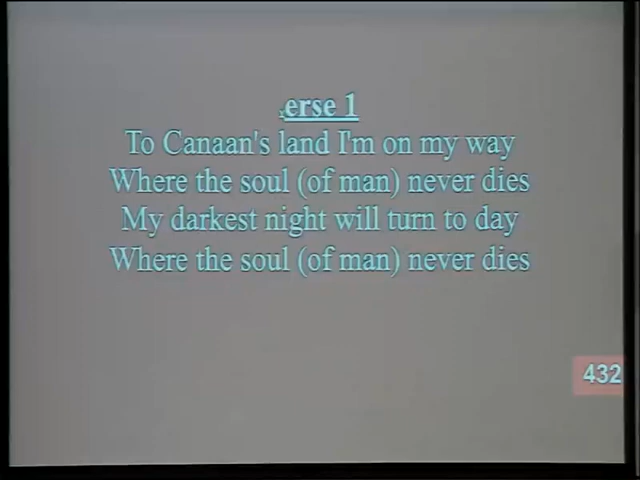 erse 1
To Canaan's land I'm on my way
Where the soul (of man) never dies
My darkest night will turn to day
Where the soul (of man) never dies
432